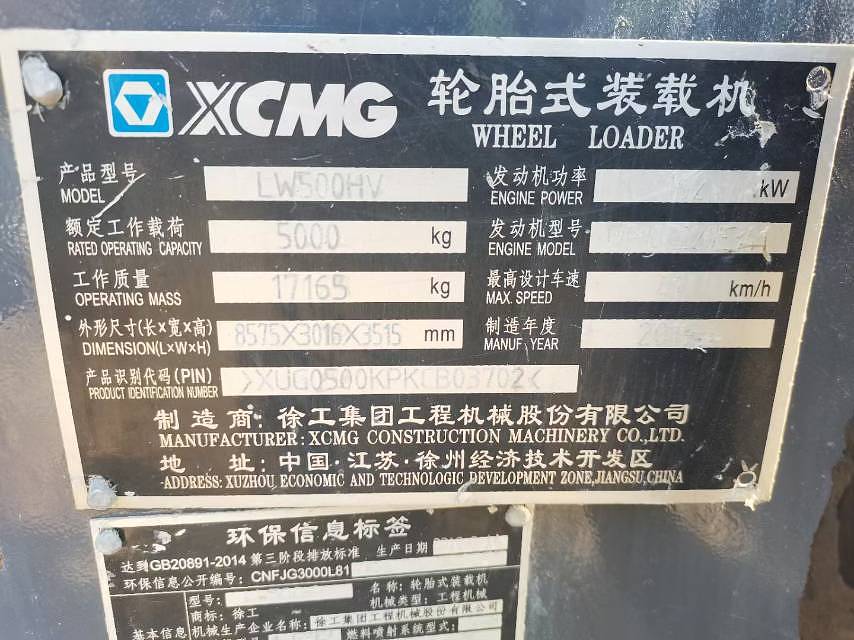 XCMG 轮胎式装载机
WHEEL LOADER
产品型号 LW500HV 发动机功率 kW
MODEL ENGINE POWER
额定工作载荷 5000 kg 发动机型号
RATED OPERATING CAPACITY ENGINE MODEL
工作质量 17165 kg 最高设计车速 km/h
OPERATING MASS MAX. SPEED
外形尺寸(长×宽×高) 8575X3016X3515 mm 制造年度
DIMENSION(L×W×H) MANUF. YEAR
产品识别代码(PIN)
PRODUCT IDENTIFICATION NUMBER
制造商:徐工集团工程机械股份有限公司
MANUFACTURER: XCMG CONSTRUCTION MACHINERY CO.,LTD.
地 址:中国·江苏·徐州经济技术开发区
ADDRESS: XUZHOU ECONOMIC AND TECHNOLOGIC DEVELOPMENT ZONE,JIANGSU,CHINA
环保信息标签
达到GB20891-2014 第三阶段排放标准 生产日期
环保信息公开编号: CNFJG3000L81
型号: 名称: 轮胎式装载机
商标: 徐工 机械类型: 工程机械
基本信息 机械生产企业名称: 徐工集团工程机械股份有限公司
燃料喷射系统型式: